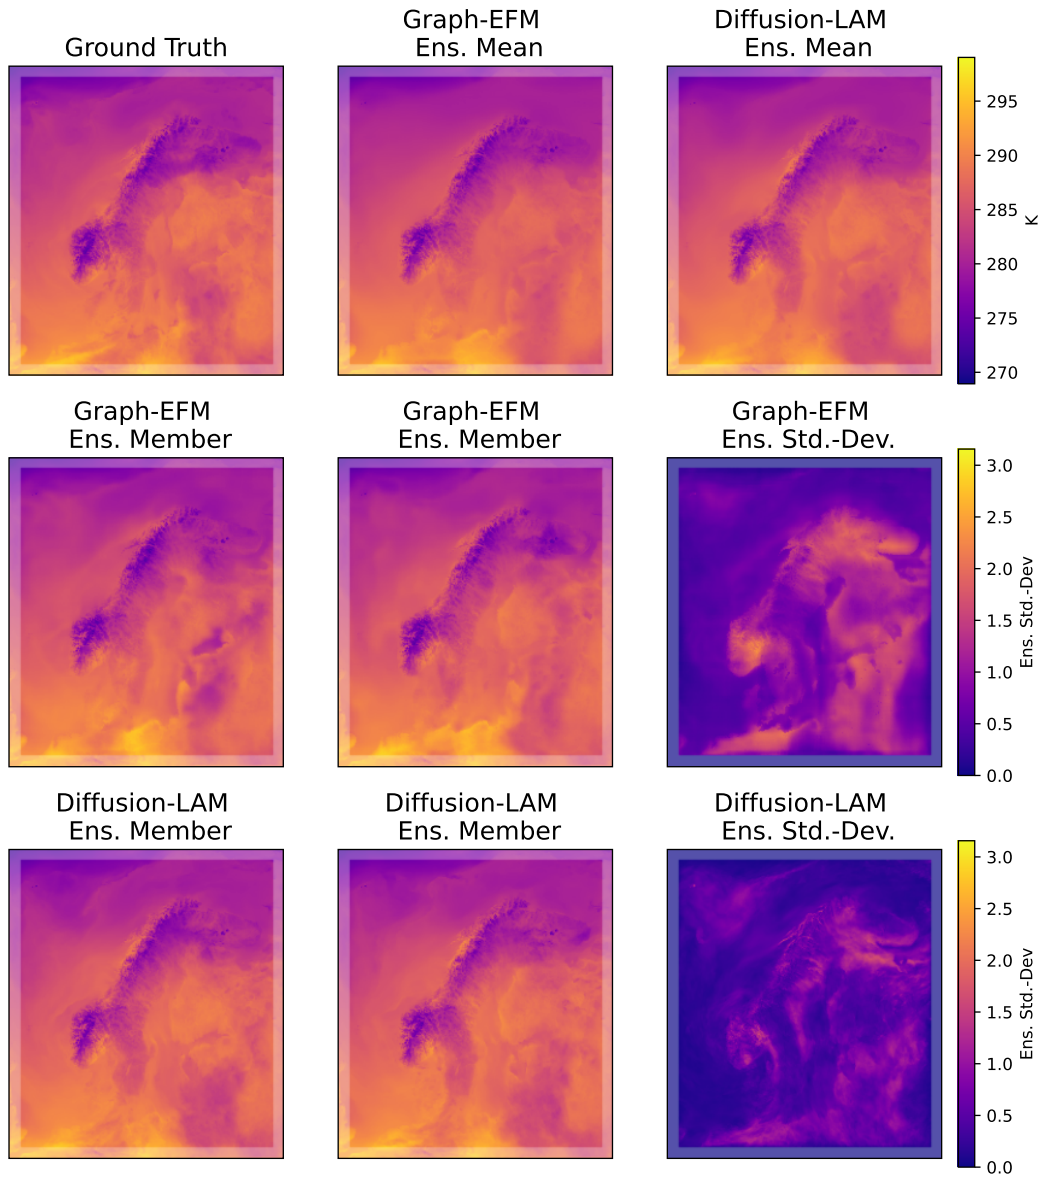 Ground Truth
Graph-EFM
Ens. Mean
Diffusion-LAM
Ens. Mean
295
290
285
280
275
270
K
Graph-EFM
Ens. Member
Graph-EFM
Ens. Member
Graph-EFM
Ens. Std.-Dev.
3.0
2.5
2.0
1.5
1.0
0.5
0.0
Ens. Std.-Dev
Diffusion-LAM
Ens. Member
Diffusion-LAM
Ens. Member
Diffusion-LAM
Ens. Std.-Dev.
3.0
2.5
2.0
1.5
1.0
0.5
0.0
Ens. Std.-Dev